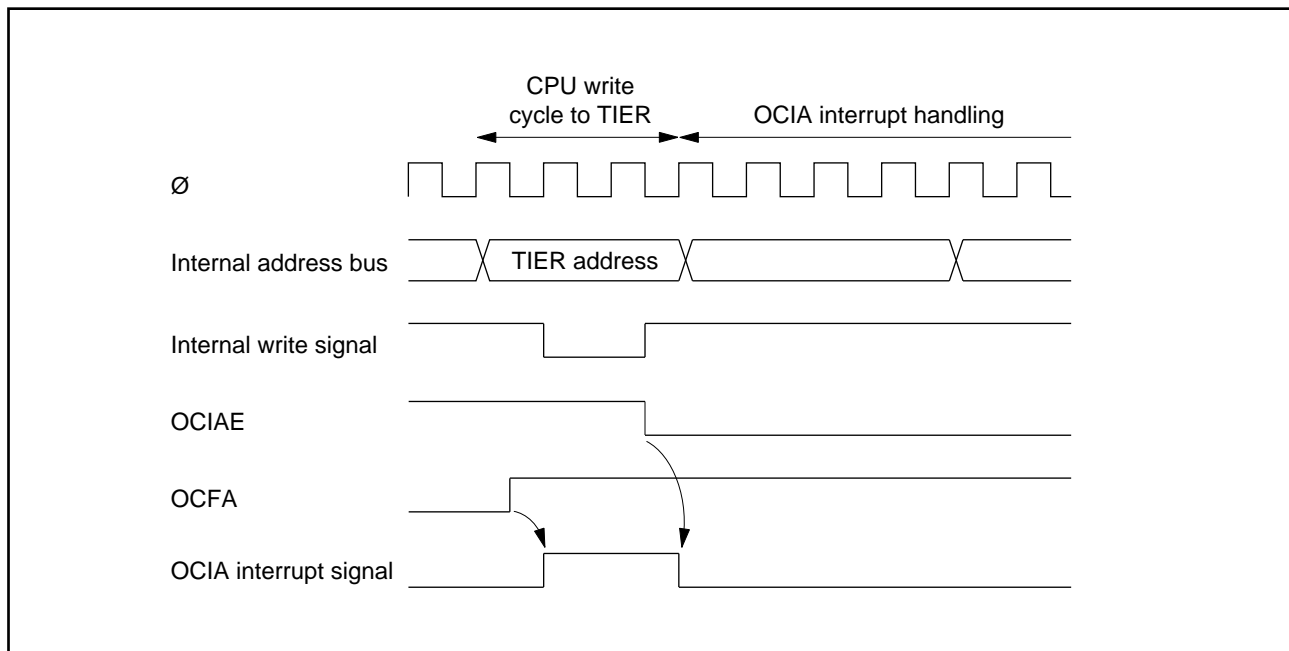 CPU write
cycle to TIER
OCIA interrupt handling
Ø
Internal address bus
TIER address
Internal write signal
OCIAE
OCFA
OCIA interrupt signal